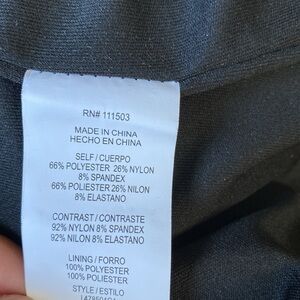 RN# 111503
MADE IN CHINA
HECHO EN CHINA
SELF / CUERPO
66% POLYESTER 26% NYLON
8% SPANDEX
66% POLIESTER 26% NILON
8% ELASTANO
CONTRAST / CONTRASTE
92% NYLON 8% SPANDEX
92% NILON 8% ELASTANO
LINING / FORRO
100% POLYESTER
100% POLIESTER
STYLE / ESTILO